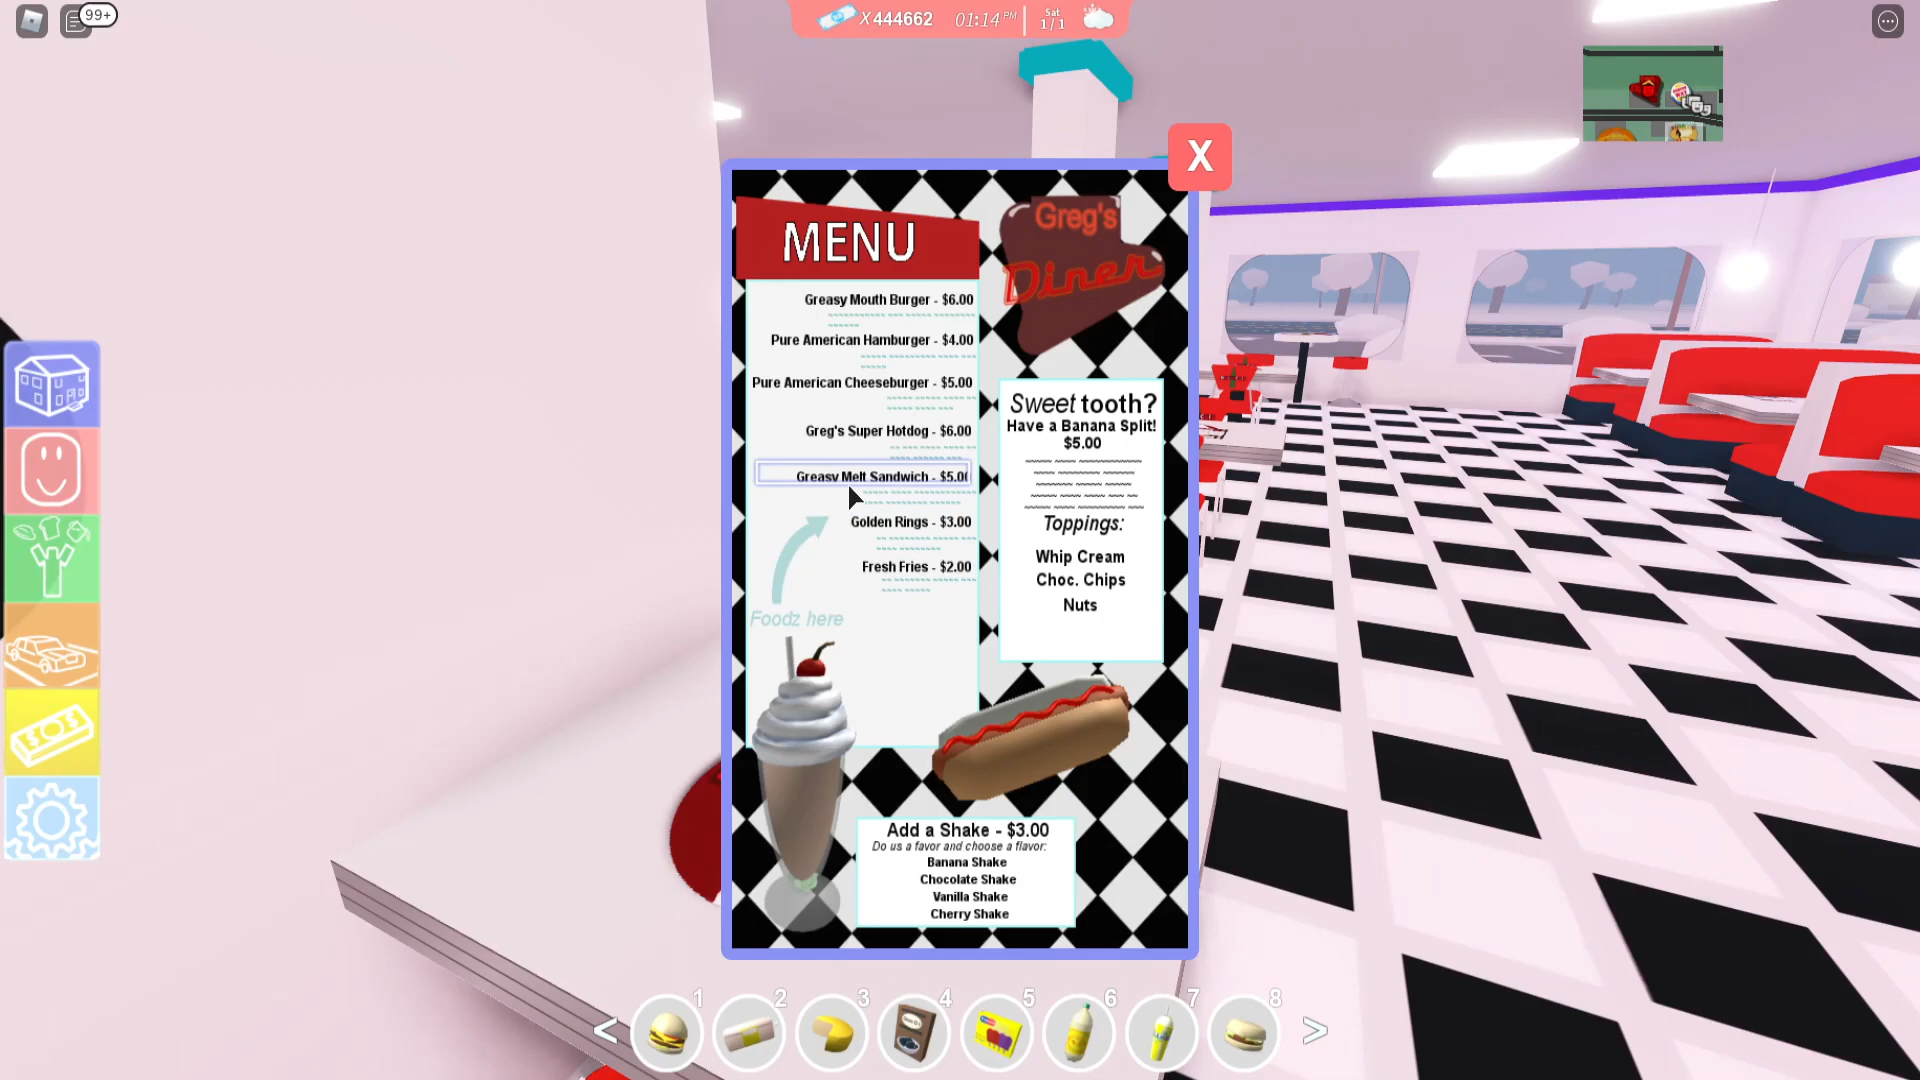 99+
X 444662
01:14 PM
Sat
1/1
X
MENU
Greg's
Diner
Greasy Mouth Burger - $6.00
Pure American Hamburger - $4.00
Pure American Cheeseburger - $5.00
Greg's Super Hotdog - $6.00
Greasy Melt Sandwich - $5.00
Golden Rings - $3.00
Fresh Fries - $2.00
Foodz here
Sweet tooth?
Have a Banana Split!
$5.00
Toppings:
Whip Cream
Choc. Chips
Nuts
Add a Shake - $3.00
Do us a favor and choose a flavor:
Banana Shake
Chocolate Shake
Vanilla Shake
Cherry Shake
< 1 2 3 4 5 6 7 8 >